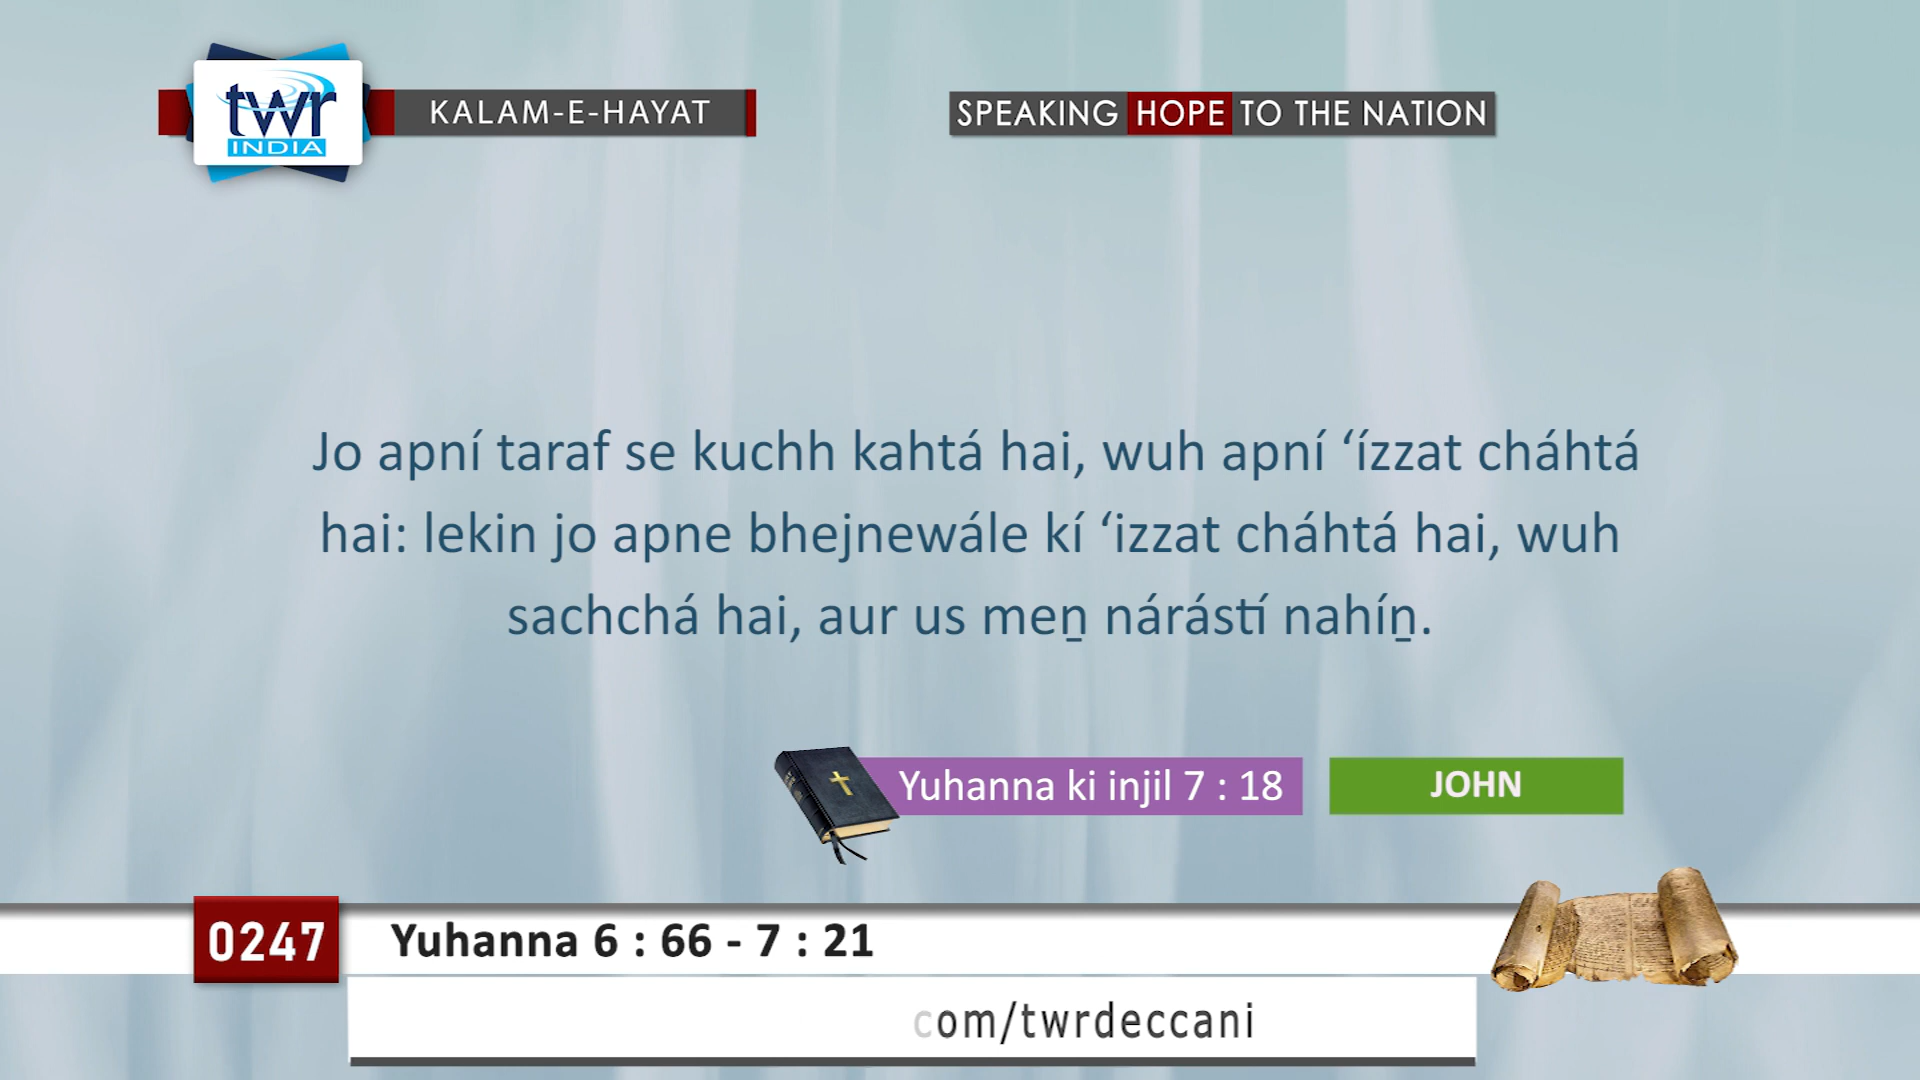 twr
INDIA
KALAM-E-HAYAT
SPEAKING HOPE TO THE NATION
Jo apní taraf se kuchh kahtá hai, wuh apní ‘ízzat cháhtá
hai: lekin jo apne bhejnewále kí ‘izzat cháhtá hai, wuh
sachchá hai, aur us meṉ nárástí nahíṉ.
Yuhanna ki injil 7 : 18
JOHN
0247
Yuhanna 6 : 66 - 7 : 21
com/twrdeccani